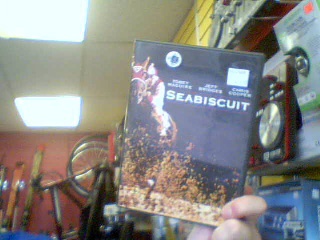 TOBEY JEFF CHRIS
MAGUIRE BRIDGES COOPER
SEABISCUIT